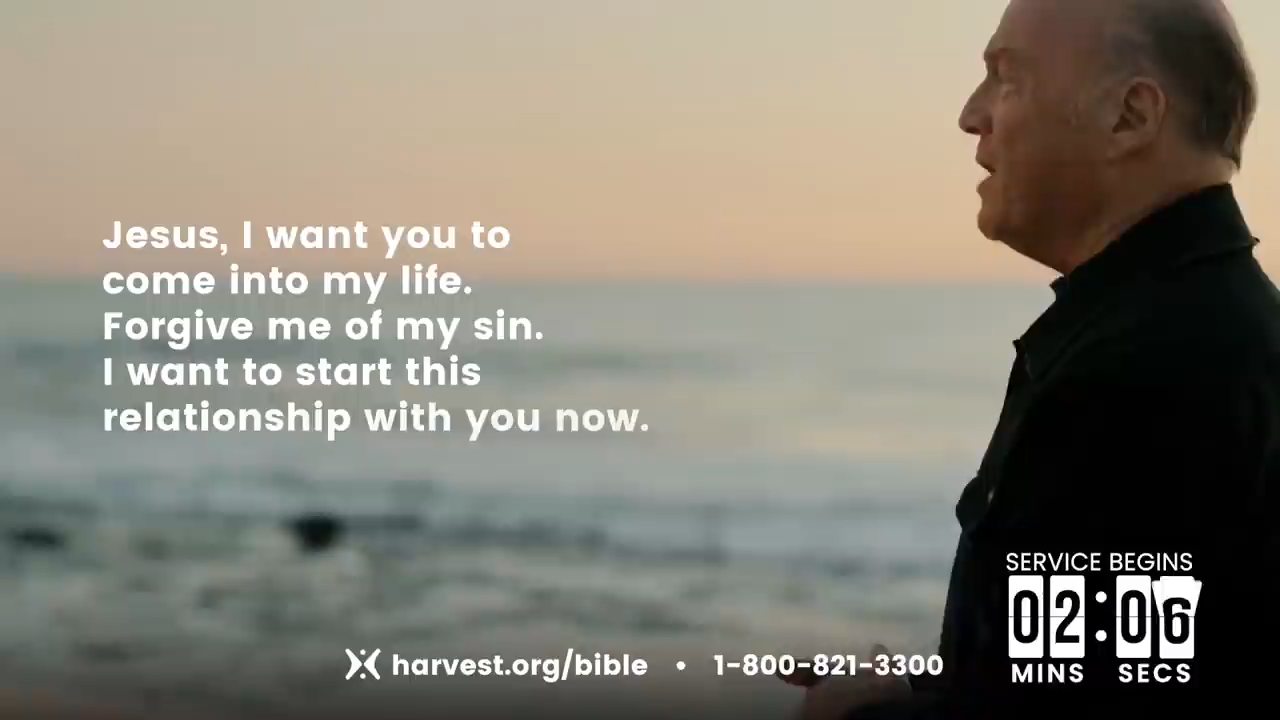 Jesus, I want you to
come into my life.
Forgive me of my sin.
I want to start this
relationship with you now.
SERVICE BEGINS
02:06
MINS SECS
harvest.org/bible • 1-800-821-3300